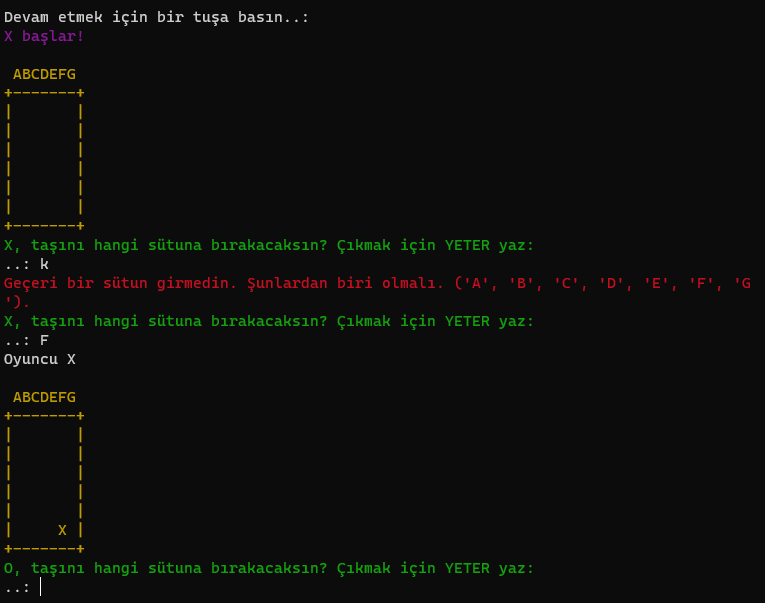 Devam etmek için bir tuşa basın..:
X başlar!
 ABCDEFG
+-------+
|       |
|       |
|       |
|       |
|       |
|       |
+-------+
X, taşını hangi sütuna bırakacaksın? Çıkmak için YETER yaz:
..: k
Geçeri bir sütun girmedin. Şunlardan biri olmalı. ('A', 'B', 'C', 'D', 'E', 'F', 'G
').
X, taşını hangi sütuna bırakacaksın? Çıkmak için YETER yaz:
..: F
Oyuncu X
 ABCDEFG
+-------+
|       |
|       |
|       |
|       |
|       |
|     X |
+-------+
O, taşını hangi sütuna bırakacaksın? Çıkmak için YETER yaz:
..: